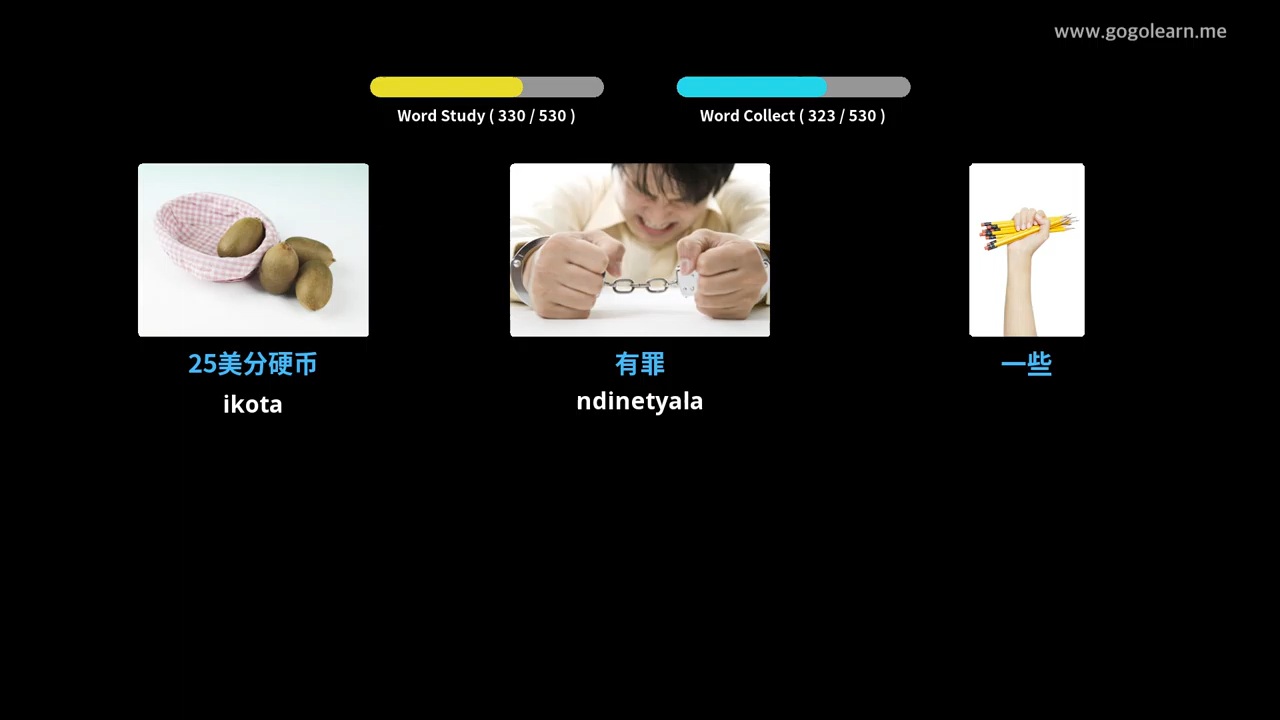 www.gogolearn.me
Word Study ( 330 / 530 )
Word Collect ( 323 / 530 )
25美分硬币
ikota
有罪
ndinetyala
一些